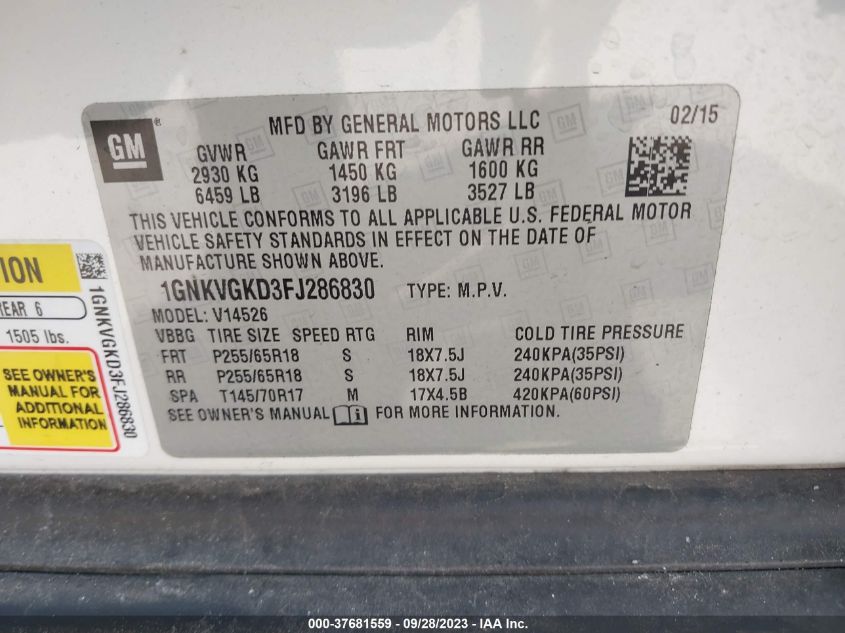 GM
®
MFD BY GENERAL MOTORS LLC
02/15
GVWR GAWR FRT GAWR RR
2930 KG 1450 KG 1600 KG
6459 LB 3196 LB 3527 LB
THIS VEHICLE CONFORMS TO ALL APPLICABLE U.S. FEDERAL MOTOR
VEHICLE SAFETY STANDARDS IN EFFECT ON THE DATE OF
MANUFACTURE SHOWN ABOVE.
1GNKVGKD3FJ286830 TYPE: M.P.V.
MODEL: V14526
VBBG TIRE SIZE SPEED RTG RIM COLD TIRE PRESSURE
FRT P255/65R18 S 18X7.5J 240KPA(35PSI)
RR P255/65R18 S 18X7.5J 240KPA(35PSI)
SPA T145/70R17 M 17X4.5B 420KPA(60PSI)
SEE OWNER'S MANUAL FOR MORE INFORMATION.
REAR 6
1505 lbs.
SEE OWNER'S
MANUAL FOR
ADDITIONAL
INFORMATION
1GNKVGKD3FJ286830
000-37681559 - 09/28/2023 - IAAI - Copyright IAA, Inc.